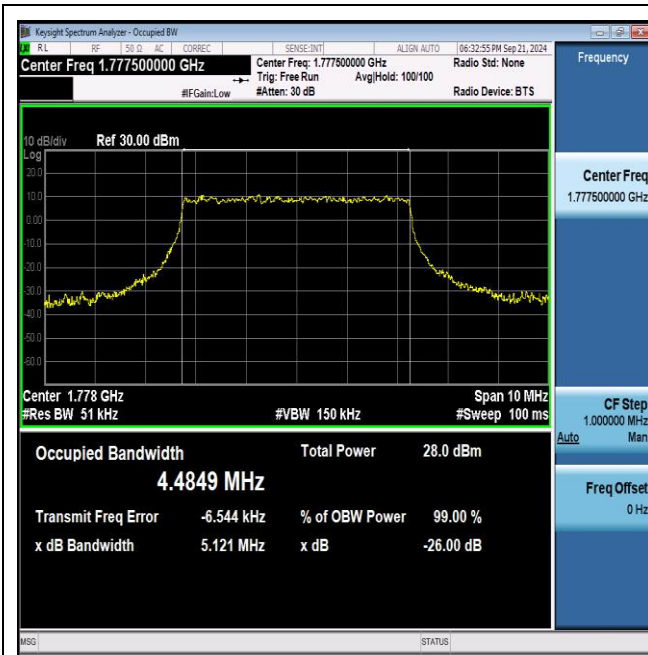 Keysight Spectrum Analyzer - Occupied BW
RL RF 50 Ω AC CORREC SENSE:INT ALIGN AUTO 06:32:55 PM Sep 21, 2024
Center Freq 1.777500000 GHz
Center Freq: 1.777500000 GHz Radio Std: None
Trig: Free Run Avg|Hold: 100/100
#IFGain:Low #Atten: 30 dB Radio Device: BTS
10 dB/div Ref 30.00 dBm
Log
20.0
10.0
0.00
-10.0
-20.0
-30.0
-40.0
-50.0
-60.0
Center 1.778 GHz Span 10 MHz
#Res BW 51 kHz #VBW 150 kHz #Sweep 100 ms
Occupied Bandwidth Total Power 28.0 dBm
4.4849 MHz
Transmit Freq Error -6.544 kHz % of OBW Power 99.00 %
x dB Bandwidth 5.121 MHz x dB -26.00 dB
MSG STATUS
Frequency
Center Freq
1.777500000 GHz
CF Step
1.000000 MHz
Auto Man
Freq Offset
0 Hz